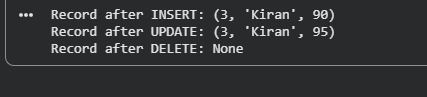 Record after INSERT: (3, 'Kiran', 90)
Record after UPDATE: (3, 'Kiran', 95)
Record after DELETE: None